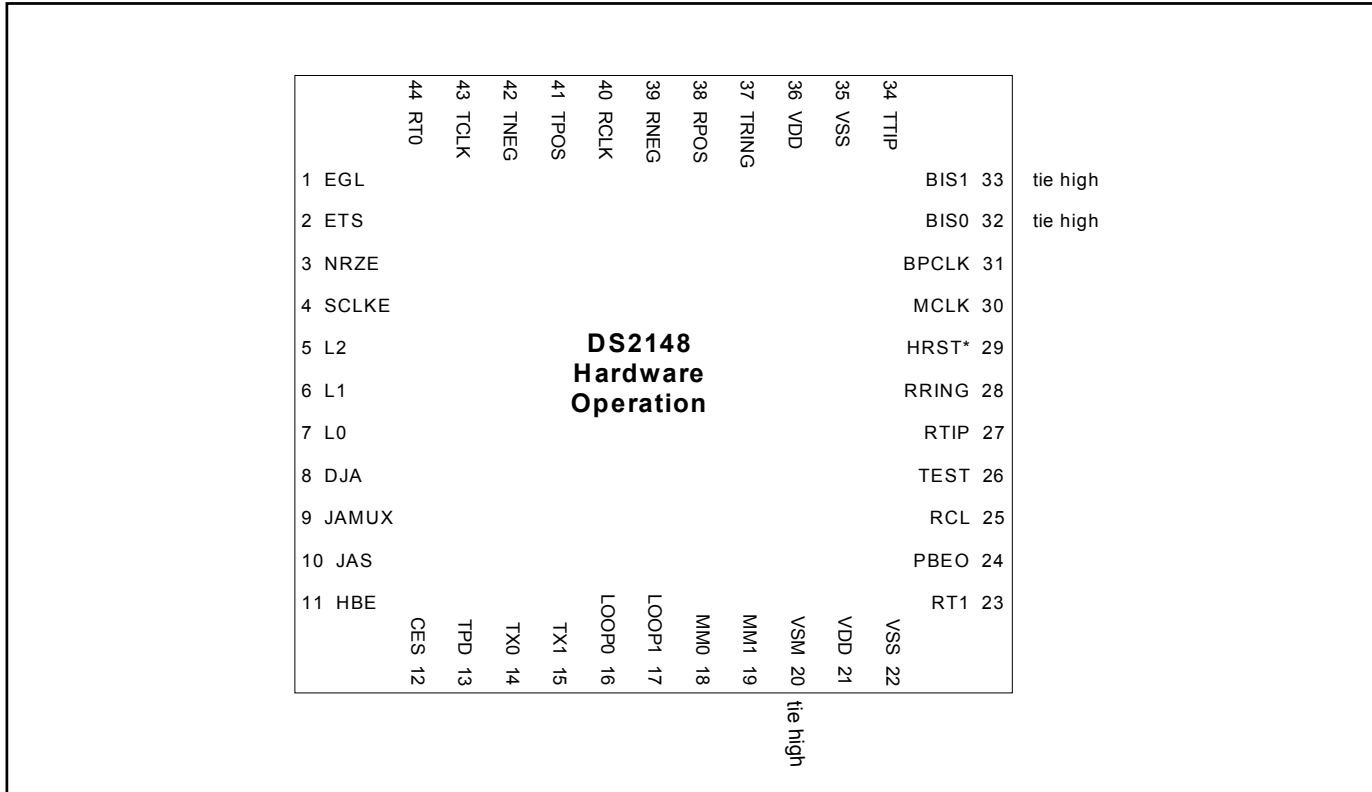 44 RT0
43 TCLK
42 TNEG
41 TPOS
40 RCLK
39 RNEG
38 RPOS
37 TRING
36 VDD
35 VSS
34 TTIP
1 EGL
2 ETS
3 NRZE
4 SCLKE
5 L2
6 L1
7 L0
8 DJA
9 JAMUX
10 JAS
11 HBE
DS2148
Hardware
Operation
BIS1 33 tie high
BIS0 32 tie high
BPCLK 31
MCLK 30
HRST* 29
RRING 28
RTIP 27
TEST 26
RCL 25
PBEO 24
RT1 23
CES 12
TPD 13
TX0 14
TX1 15
LOOP0 16
LOOP1 17
MM0 18
MM1 19
VSM 20 tie high
VDD 21
VSS 22